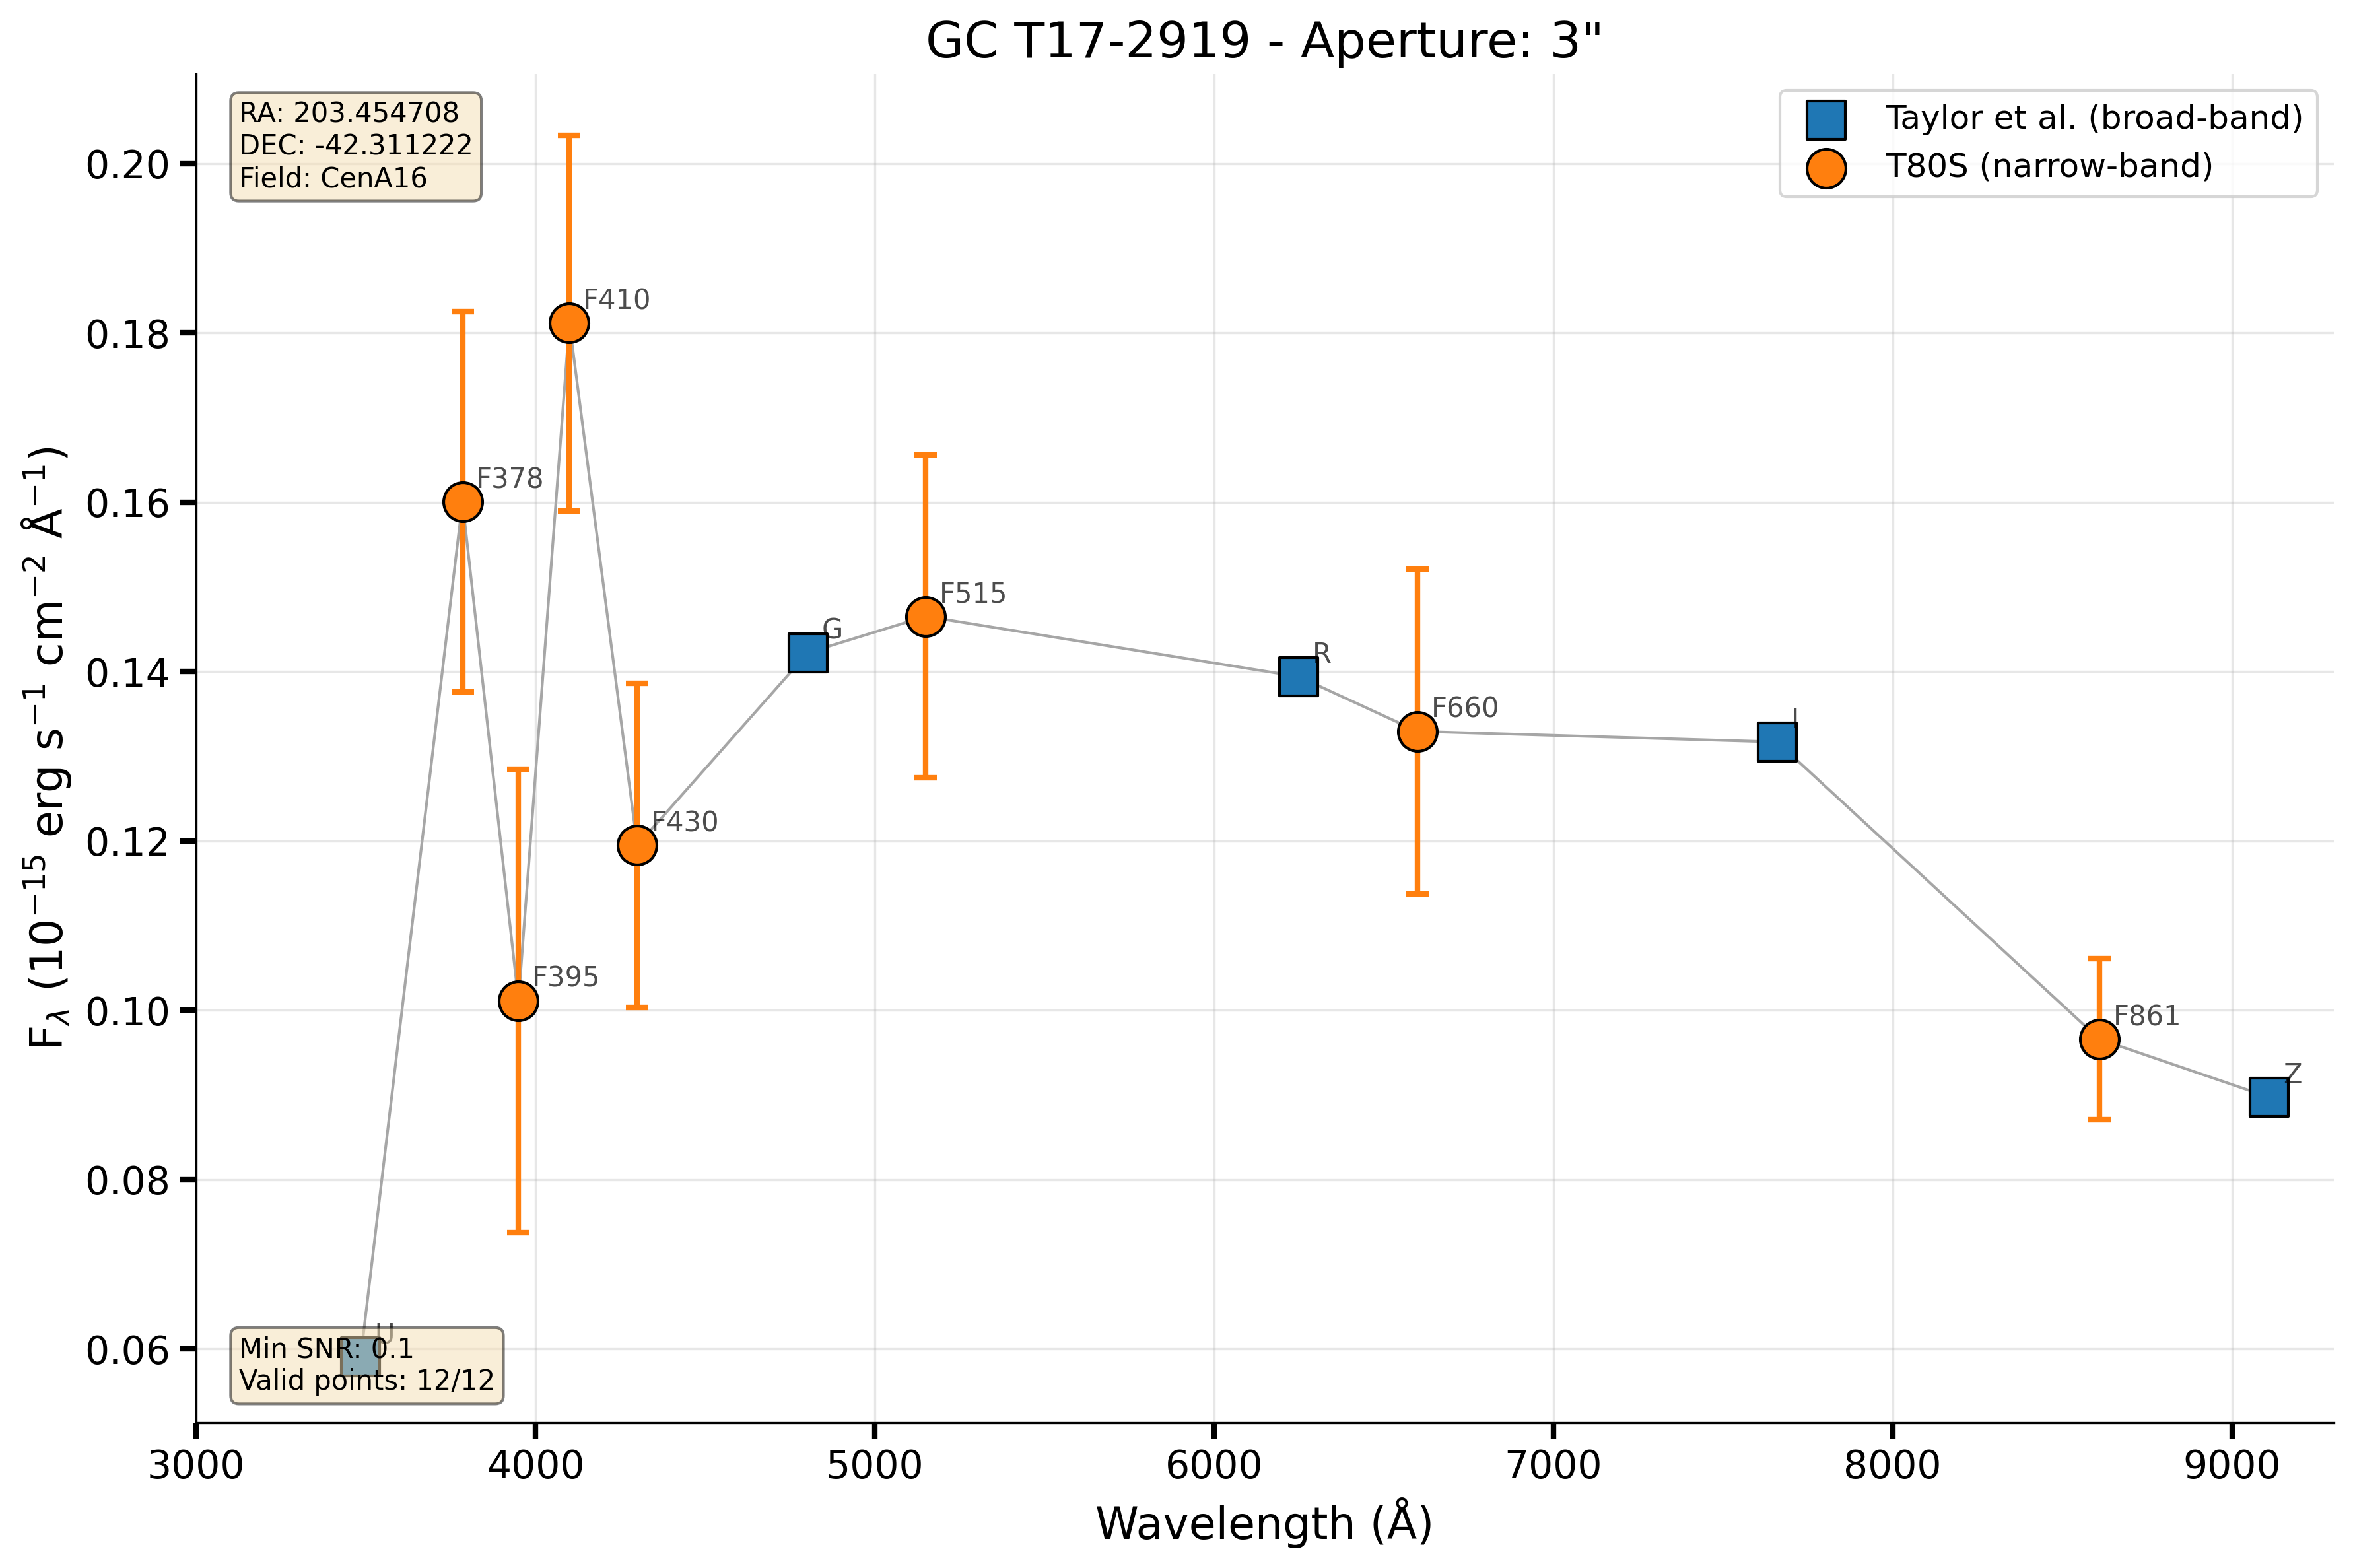 GC T17-2919 - Aperture: 3"
RA: 203.454708
DEC: -42.311222
Field: CenA16
Taylor et al. (broad-band)
T80S (narrow-band)
F410
F378
F515
G
R
F660
I
F430
F395
F861
Z
U
Min SNR: 0.1
Valid points: 12/12
0.20
0.18
0.16
0.14
0.12
0.10
0.08
0.06
F$_{λ}$ (10$^{−15}$ erg s$^{−1}$ cm$^{−2}$ Å$^{−1}$)
3000 4000 5000 6000 7000 8000 9000
Wavelength (Å)